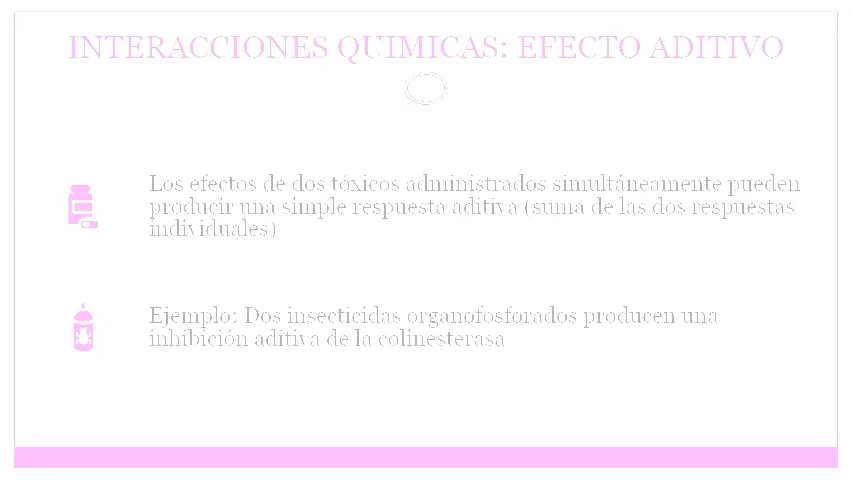 INTERACCIONES QUIMICAS: EFECTO ADITIVO
Los efectos de dos tóxicos administrados simultáneamente pueden
producir una simple respuesta aditiva (suma de las dos respuestas
individuales)
Ejemplo: Dos insecticidas organofosforados producen una
inhibición aditiva de la colinesterasa